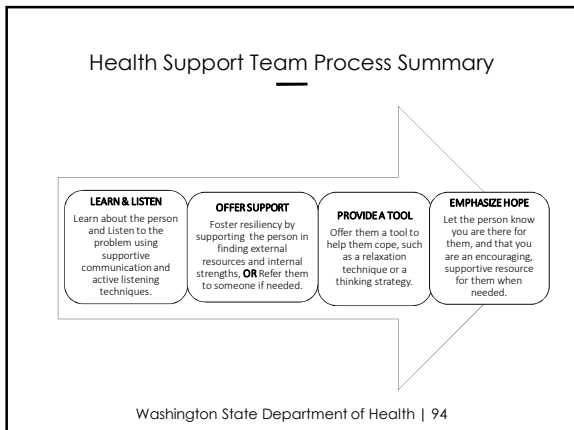 Health Support Team Process Summary
LEARN & LISTEN
Learn about the person
and Listen to the
problem using
supportive
communication and
active listening
techniques.
OFFER SUPPORT
Foster resiliency by
supporting the person in
finding external
resources and internal
strengths, OR Refer them
to someone if needed.
PROVIDE A TOOL
Offer them a tool to
help them cope, such
as a relaxation
technique or a
thinking strategy.
EMPHASIZE HOPE
Let the person know
you are there for
them, and that you
are an encouraging,
supportive resource
for them when
needed.
Washington State Department of Health | 94